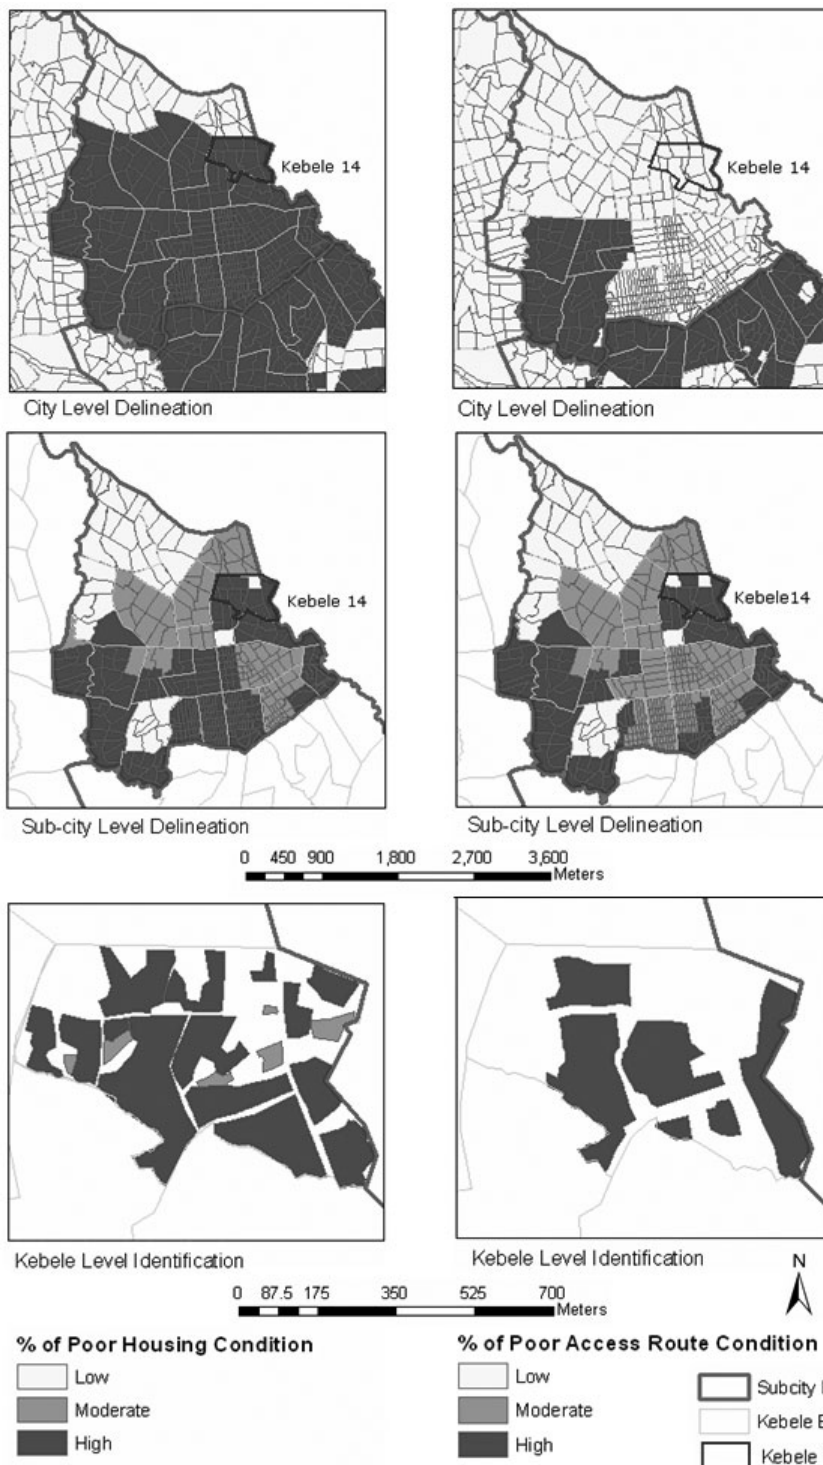 Kebele 14
Kebele 14
City Level Delineation
City Level Delineation
Kebele 14
Kebele14
Sub-city Level Delineation
Sub-city Level Delineation
0 450 900 1,800 2,700 3,600
Meters
Kebele Level Identification
Kebele Level Identification
N
0 87.5 175 350 525 700
Meters
% of Poor Housing Condition
Low
Moderate
High
% of Poor Access Route Condition
Low
Moderate
High
Subcity
Kebele
Kebele